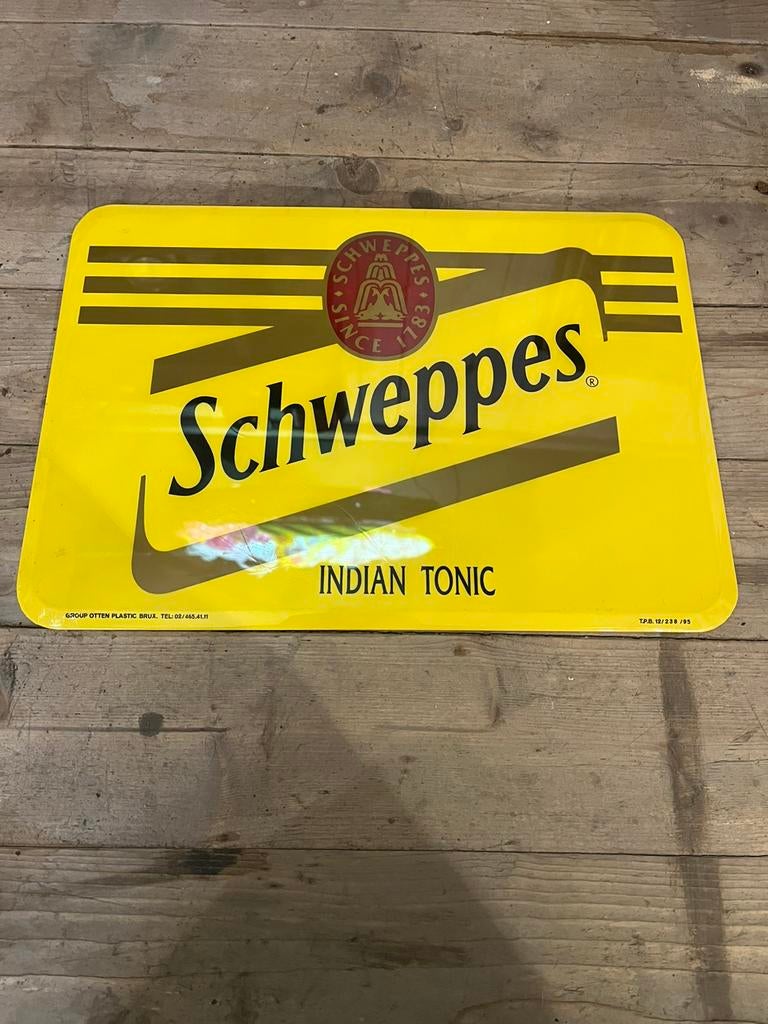 SCHWEPPES
SINCE 1783
Schweppes®
INDIAN TONIC
GROUP OTTEN PLASTIC BRUX. TEL: 02/465.41.11
T.P.B. 12/238 /95